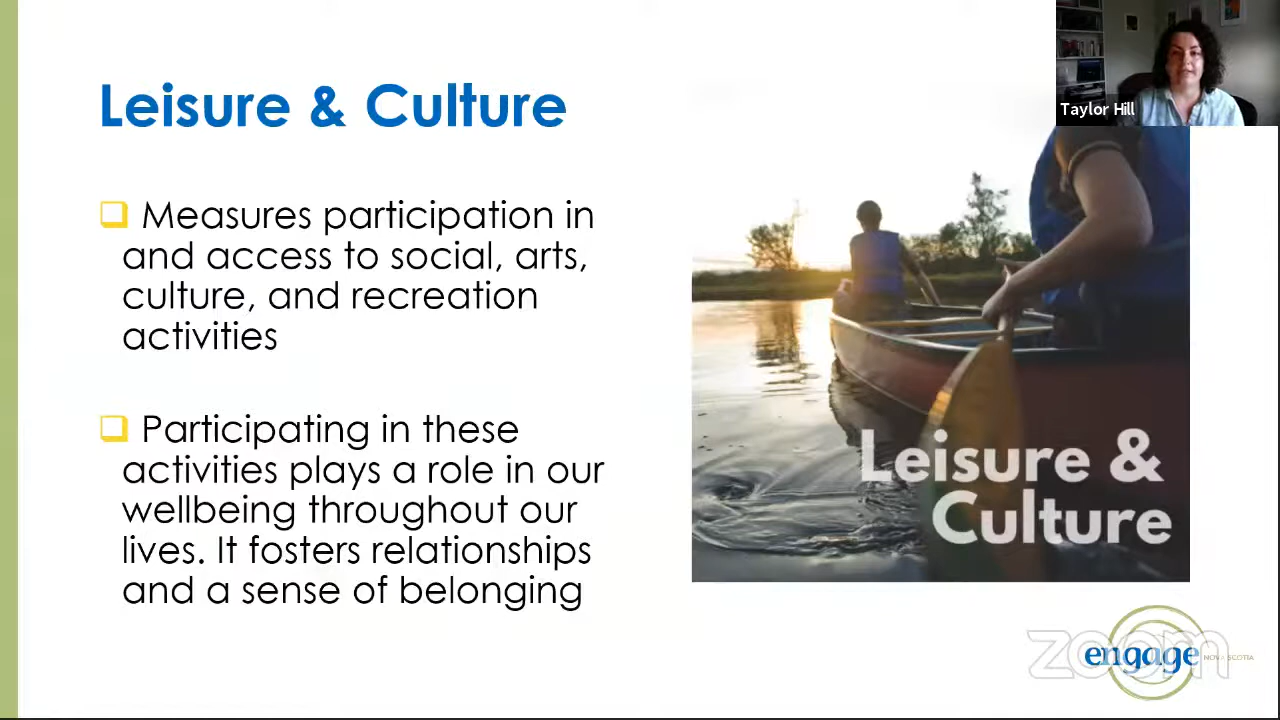 Leisure & Culture
Taylor Hill
❑ Measures participation in
and access to social, arts,
culture, and recreation
activities
❑ Participating in these
activities plays a role in our
wellbeing throughout our
lives. It fosters relationships
and a sense of belonging
Leisure &
Culture
zoom
engage
NOVA SCOTIA